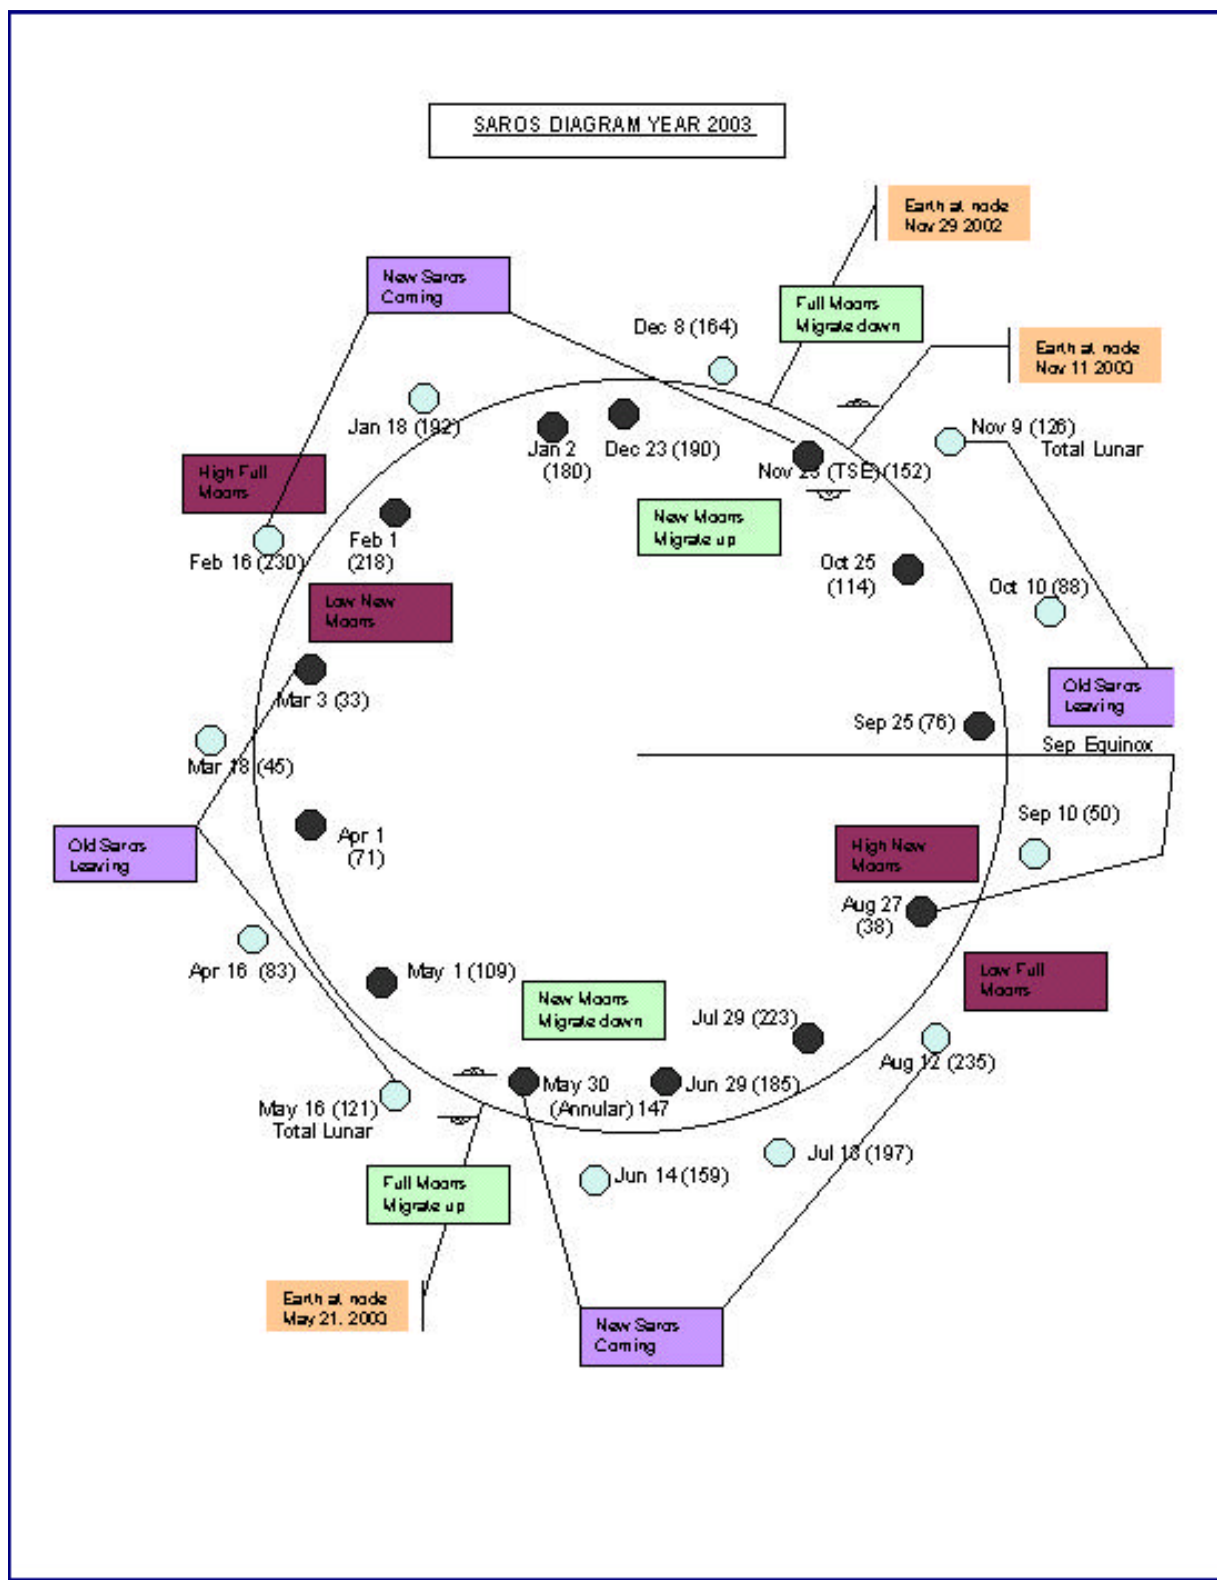 SAROS DIAGRAM YEAR 2003
Earth at node
Nov 29 2002
New Saros
Coming
Full Moons
Migrate down
Dec 8 (164)
Earth at node
Nov 11 2003
Jan 18 (192)
Jan 2
(180)
Dec 23 (190)
Nov 23 (TSE) (152)
Nov 9 (126)
Total Lunar
High Full
Moons
New Moons
Migrate up
Feb 16 (230)
Feb 1
(218)
Oct 25
(114)
Oct 10 (88)
Low New
Moons
Mar 3 (33)
Old Saros
Leaving
Sep 25 (76)
Sep Equinox
Mar 18 (45)
Apr 1
(71)
Old Saros
Leaving
Sep 10 (50)
High New
Moons
Aug 27
(38)
Apr 16 (83)
May 1 (109)
New Moons
Migrate down
Low Full
Moons
Jul 29 (223)
Aug 12 (235)
May 16 (121)
Total Lunar
May 30
(Annular) 147
Jun 29 (185)
Jul 13 (197)
Full Moons
Migrate up
Jun 14 (159)
Earth at node
May 21, 2003
New Saros
Coming